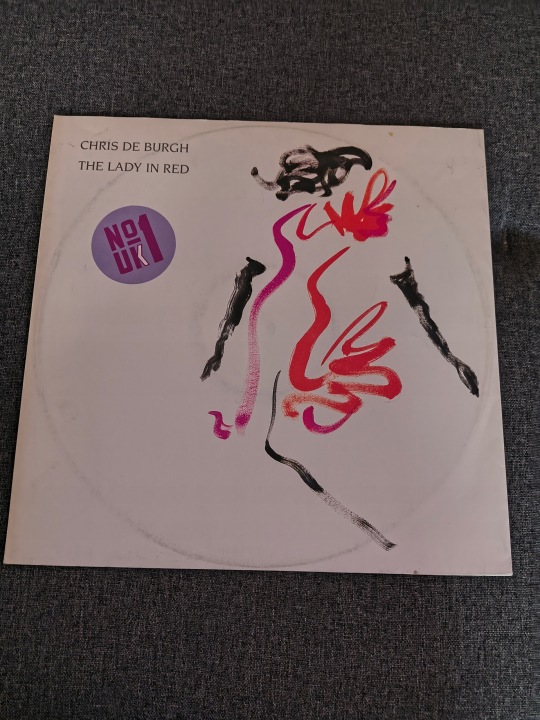 CHRIS DE BURGH
THE LADY IN RED
No 1
UK